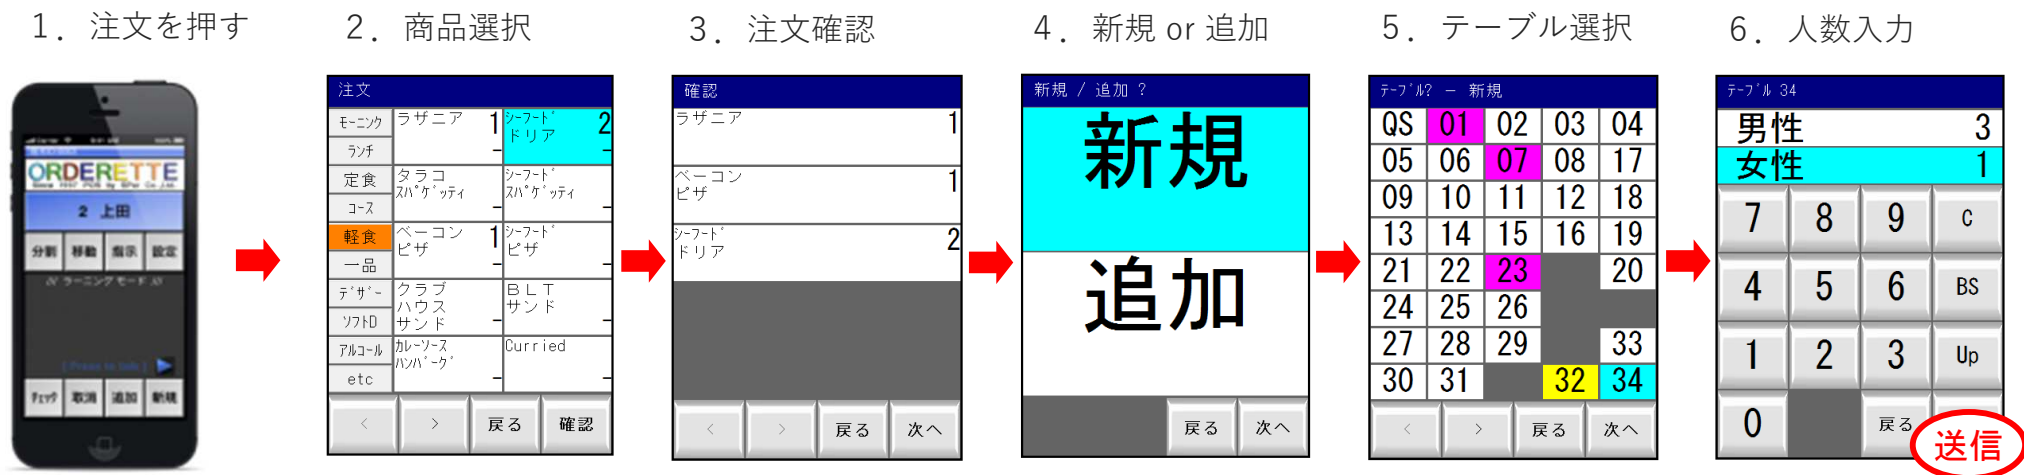 1．注文を押す
2．商品選択
3．注文確認
4．新規 or 追加
5．テーブル選択
6．人数入力
ORDERETTE
2 上田
分割 移動 指示 設定
ﾁｪｯｸ 取消 追加 新規
注文
モーニング
ランチ
定食
コース
軽食
一品
ﾃﾞｻﾞｰ
ｿﾌﾄD
アルコール
etc
ラザニア 1 -
ｼｰﾌｰﾄﾞ
ドリア 2 -
タラコ
ｽﾊﾟｹﾞｯﾃｨ -
ｼｰﾌｰﾄﾞ
ｽﾊﾟｹﾞｯﾃｨ -
ベーコン 1
ピザ -
ｼｰﾌｰﾄﾞ
ピザ -
クラブ
ハウス
サンド -
BLT
サンド -
ｶﾚｰｿｰｽ
ﾊﾝﾊﾞｰｸﾞ -
Curried -
< > 戻る 確認
確認
ラザニア 1
ベーコン 1
ピザ
ｼｰﾌｰﾄﾞ 2
ドリア
< > 戻る 次へ
新規 / 追加 ?
新規
追加
戻る 次へ
ﾃｰﾌﾞﾙ? － 新規
QS 01 02 03 04
05 06 07 08 17
09 10 11 12 18
13 14 15 16 19
21 22 23 20
24 25 26
27 28 29 33
30 31 32 34
< > 戻る 次へ
ﾃｰﾌﾞﾙ 34
男性 3
女性 1
7 8 9 C
4 5 6 BS
1 2 3 Up
0 戻る 送信